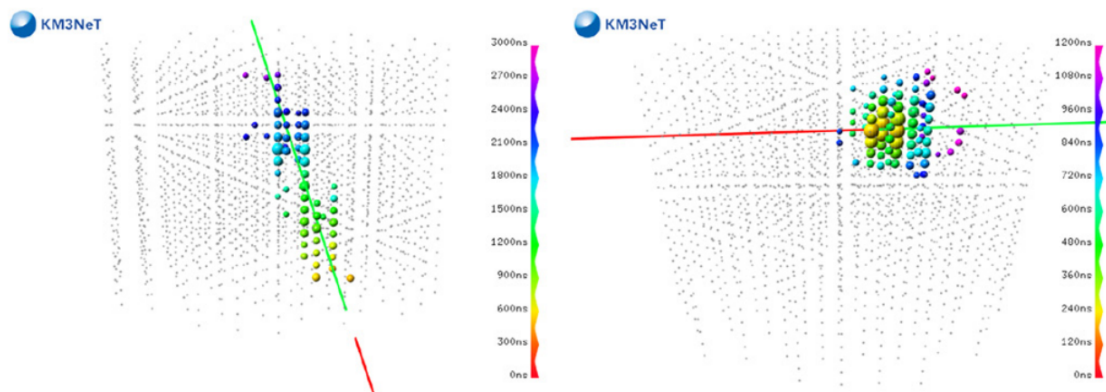 KM3NeT
3000ns
2700ns
2400ns
2100ns
1800ns
1500ns
1200ns
900ns
600ns
300ns
0ns
KM3NeT
1200ns
1080ns
960ns
840ns
720ns
600ns
480ns
360ns
240ns
120ns
0ns